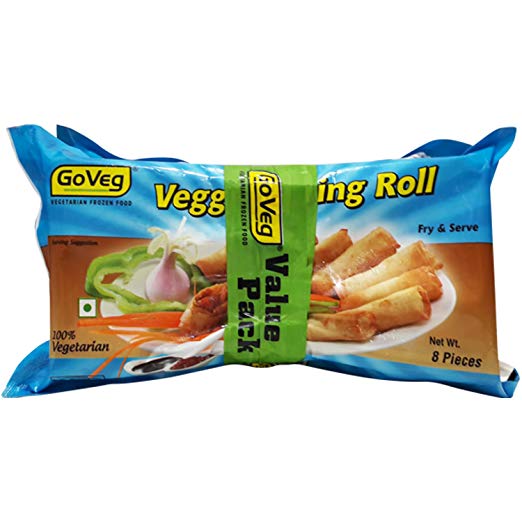 GoVeg
VEGETARIAN FROZEN FOOD
Vegg ing Roll
Fry & Serve
Serving Suggestion
100%
Vegetarian
Net Wt.
8 Pieces
GoVeg
VEGETARIAN FROZEN FOOD
Value
Pack